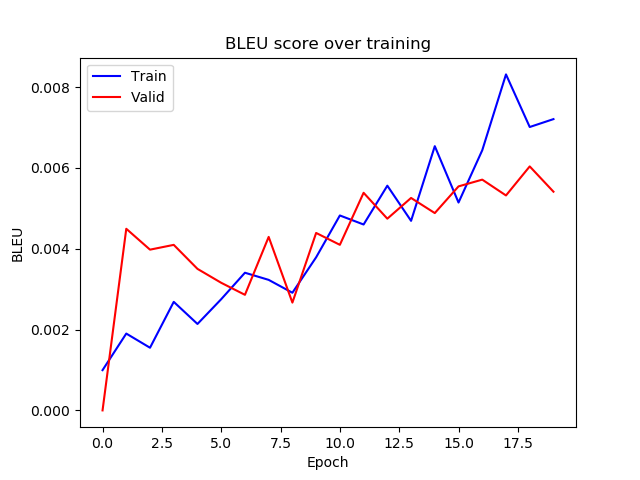 BLEU score over training
Train
Valid
0.008
0.006
0.004
0.002
0.000
BLEU
0.0 2.5 5.0 7.5 10.0 12.5 15.0 17.5
Epoch